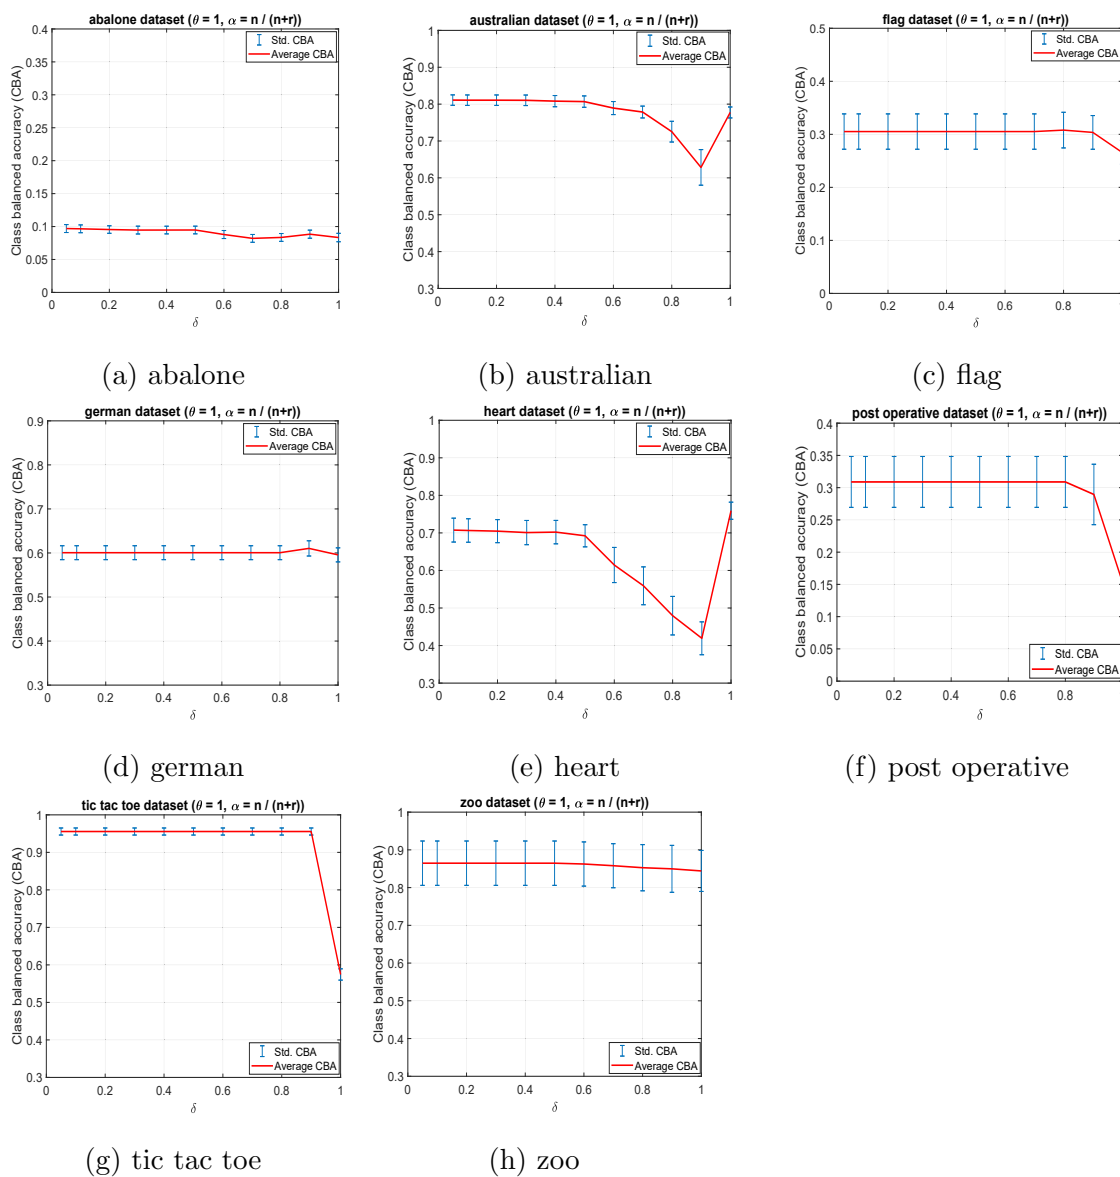 abalone dataset (θ = 1, α = n / (n+r))
0.4
0.35
0.3
0.25
0.2
0.15
0.1
0.05
0
Class balanced accuracy (CBA)
Std. CBA
Average CBA
0 0.2 0.4 0.6 0.8 1
δ
(a) abalone
australian dataset (θ = 1, α = n / (n+r))
1
0.9
0.8
0.7
0.6
0.5
0.4
0.3
Class balanced accuracy (CBA)
Std. CBA
Average CBA
0 0.2 0.4 0.6 0.8 1
δ
(b) australian
flag dataset (θ = 1, α = n / (n+r))
0.5
0.4
0.3
0.2
0.1
0
Class balanced accuracy (CBA)
Std. CBA
Average CBA
0 0.2 0.4 0.6 0.8
δ
(c) flag
german dataset (θ = 1, α = n / (n+r))
0.9
0.8
0.7
0.6
0.5
0.4
0.3
Class balanced accuracy (CBA)
Std. CBA
Average CBA
0 0.2 0.4 0.6 0.8 1
δ
(d) german
heart dataset (θ = 1, α = n / (n+r))
1
0.9
0.8
0.7
0.6
0.5
0.4
0.3
Class balanced accuracy (CBA)
Std. CBA
Average CBA
0 0.2 0.4 0.6 0.8 1
δ
(e) heart
post operative dataset (θ = 1, α = n / (n+r))
0.4
0.35
0.3
0.25
0.2
0.15
0.1
0.05
0
Class balanced accuracy (CBA)
Std. CBA
Average CBA
0 0.2 0.4 0.6 0.8
δ
(f) post operative
tic tac toe dataset (θ = 1, α = n / (n+r))
1
0.9
0.8
0.7
0.6
0.5
0.4
0.3
Class balanced accuracy (CBA)
Std. CBA
Average CBA
0 0.2 0.4 0.6 0.8 1
δ
(g) tic tac toe
zoo dataset (θ = 1, α = n / (n+r))
1
0.9
0.8
0.7
0.6
0.5
0.4
0.3
Class balanced accuracy (CBA)
Std. CBA
Average CBA
0 0.2 0.4 0.6 0.8 1
δ
(h) zoo